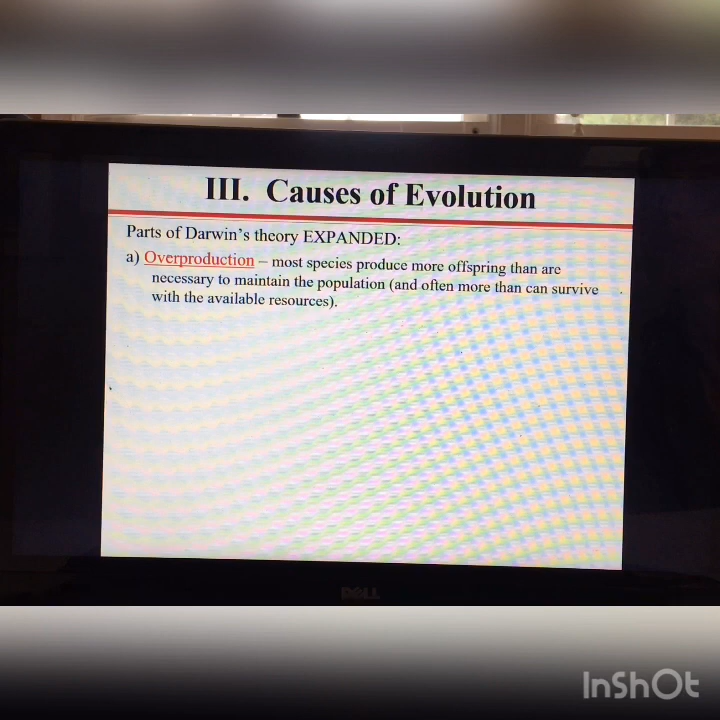 III. Causes of Evolution
Parts of Darwin's theory EXPANDED:
a) Overproduction – most species produce more offspring than are
necessary to maintain the population (and often more than can survive
with the available resources).
DELL
InShOt